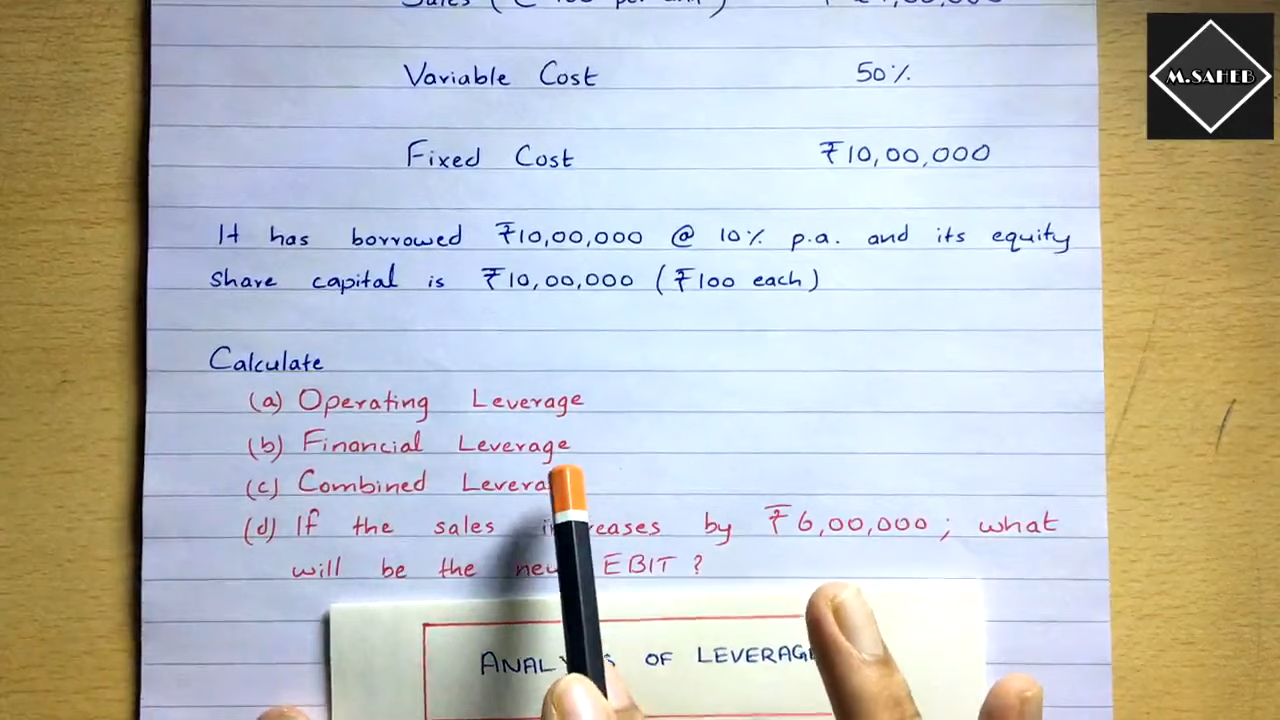 M.SAHEB
Variable Cost 50%
Fixed Cost ₹10,00,000
It has borrowed ₹10,00,000 @ 10% p.a. and its equity
share capital is ₹10,00,000 (₹100 each)
Calculate
(a) Operating Leverage
(b) Financial Leverage
(c) Combined
(d) If the sales by ₹6,00,000; what
will be the EBIT?
OF